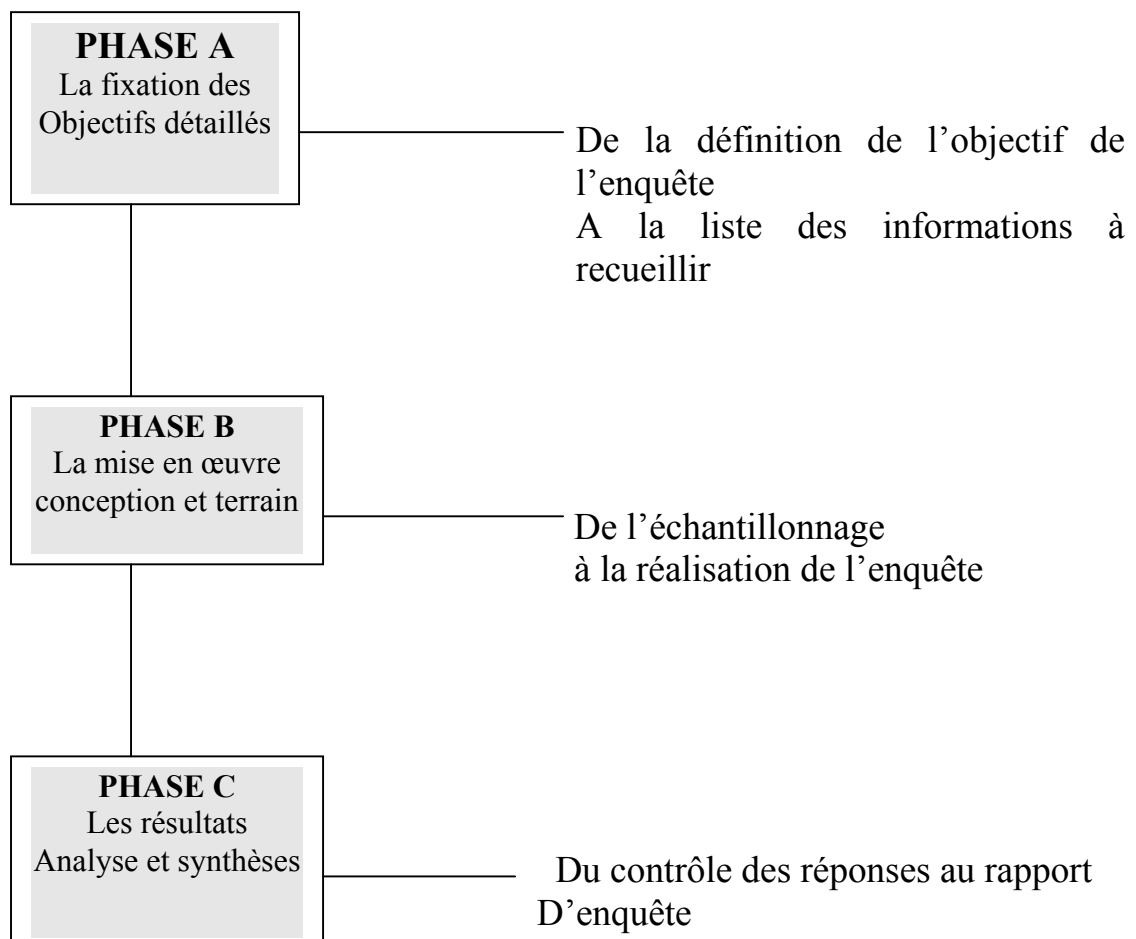 PHASE A
La fixation des
Objectifs détaillés
De la définition de l’objectif de
l’enquête
A la liste des informations à
recueillir
PHASE B
La mise en œuvre
conception et terrain
De l’échantillonnage
à la réalisation de l’enquête
PHASE C
Les résultats
Analyse et synthèses
Du contrôle des réponses au rapport
D’enquête